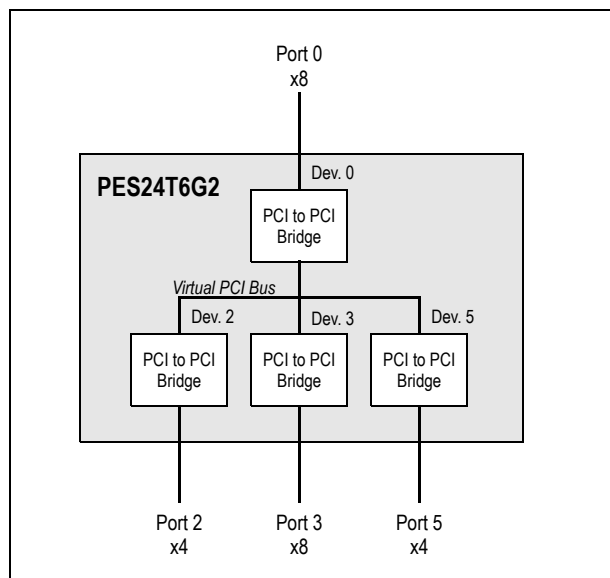 Port 0
x8
Dev. 0
PES24T6G2
PCI to PCI
Bridge
Virtual PCI Bus
Dev. 2
Dev. 3
Dev. 5
PCI to PCI
Bridge
PCI to PCI
Bridge
PCI to PCI
Bridge
Port 2
x4
Port 3
x8
Port 5
x4